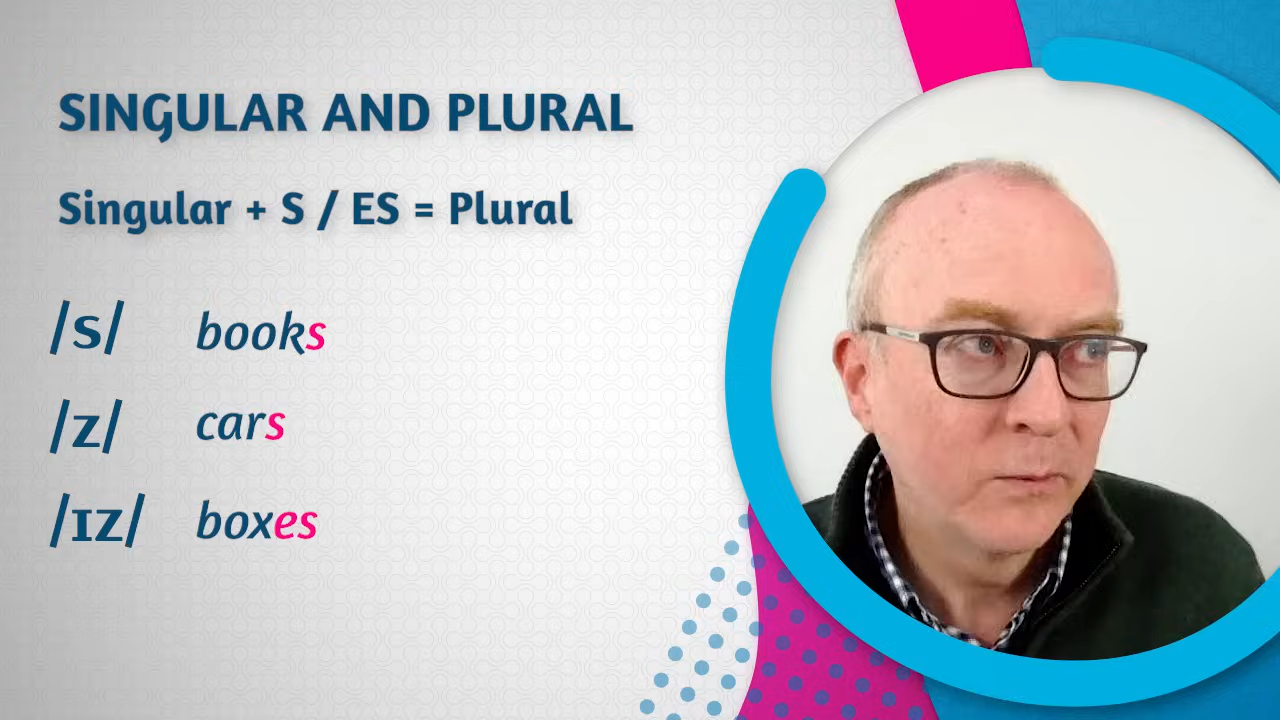 SINGULAR AND PLURAL
Singular + S / ES = Plural
/s/ books
/z/ cars
/ɪz/ boxes